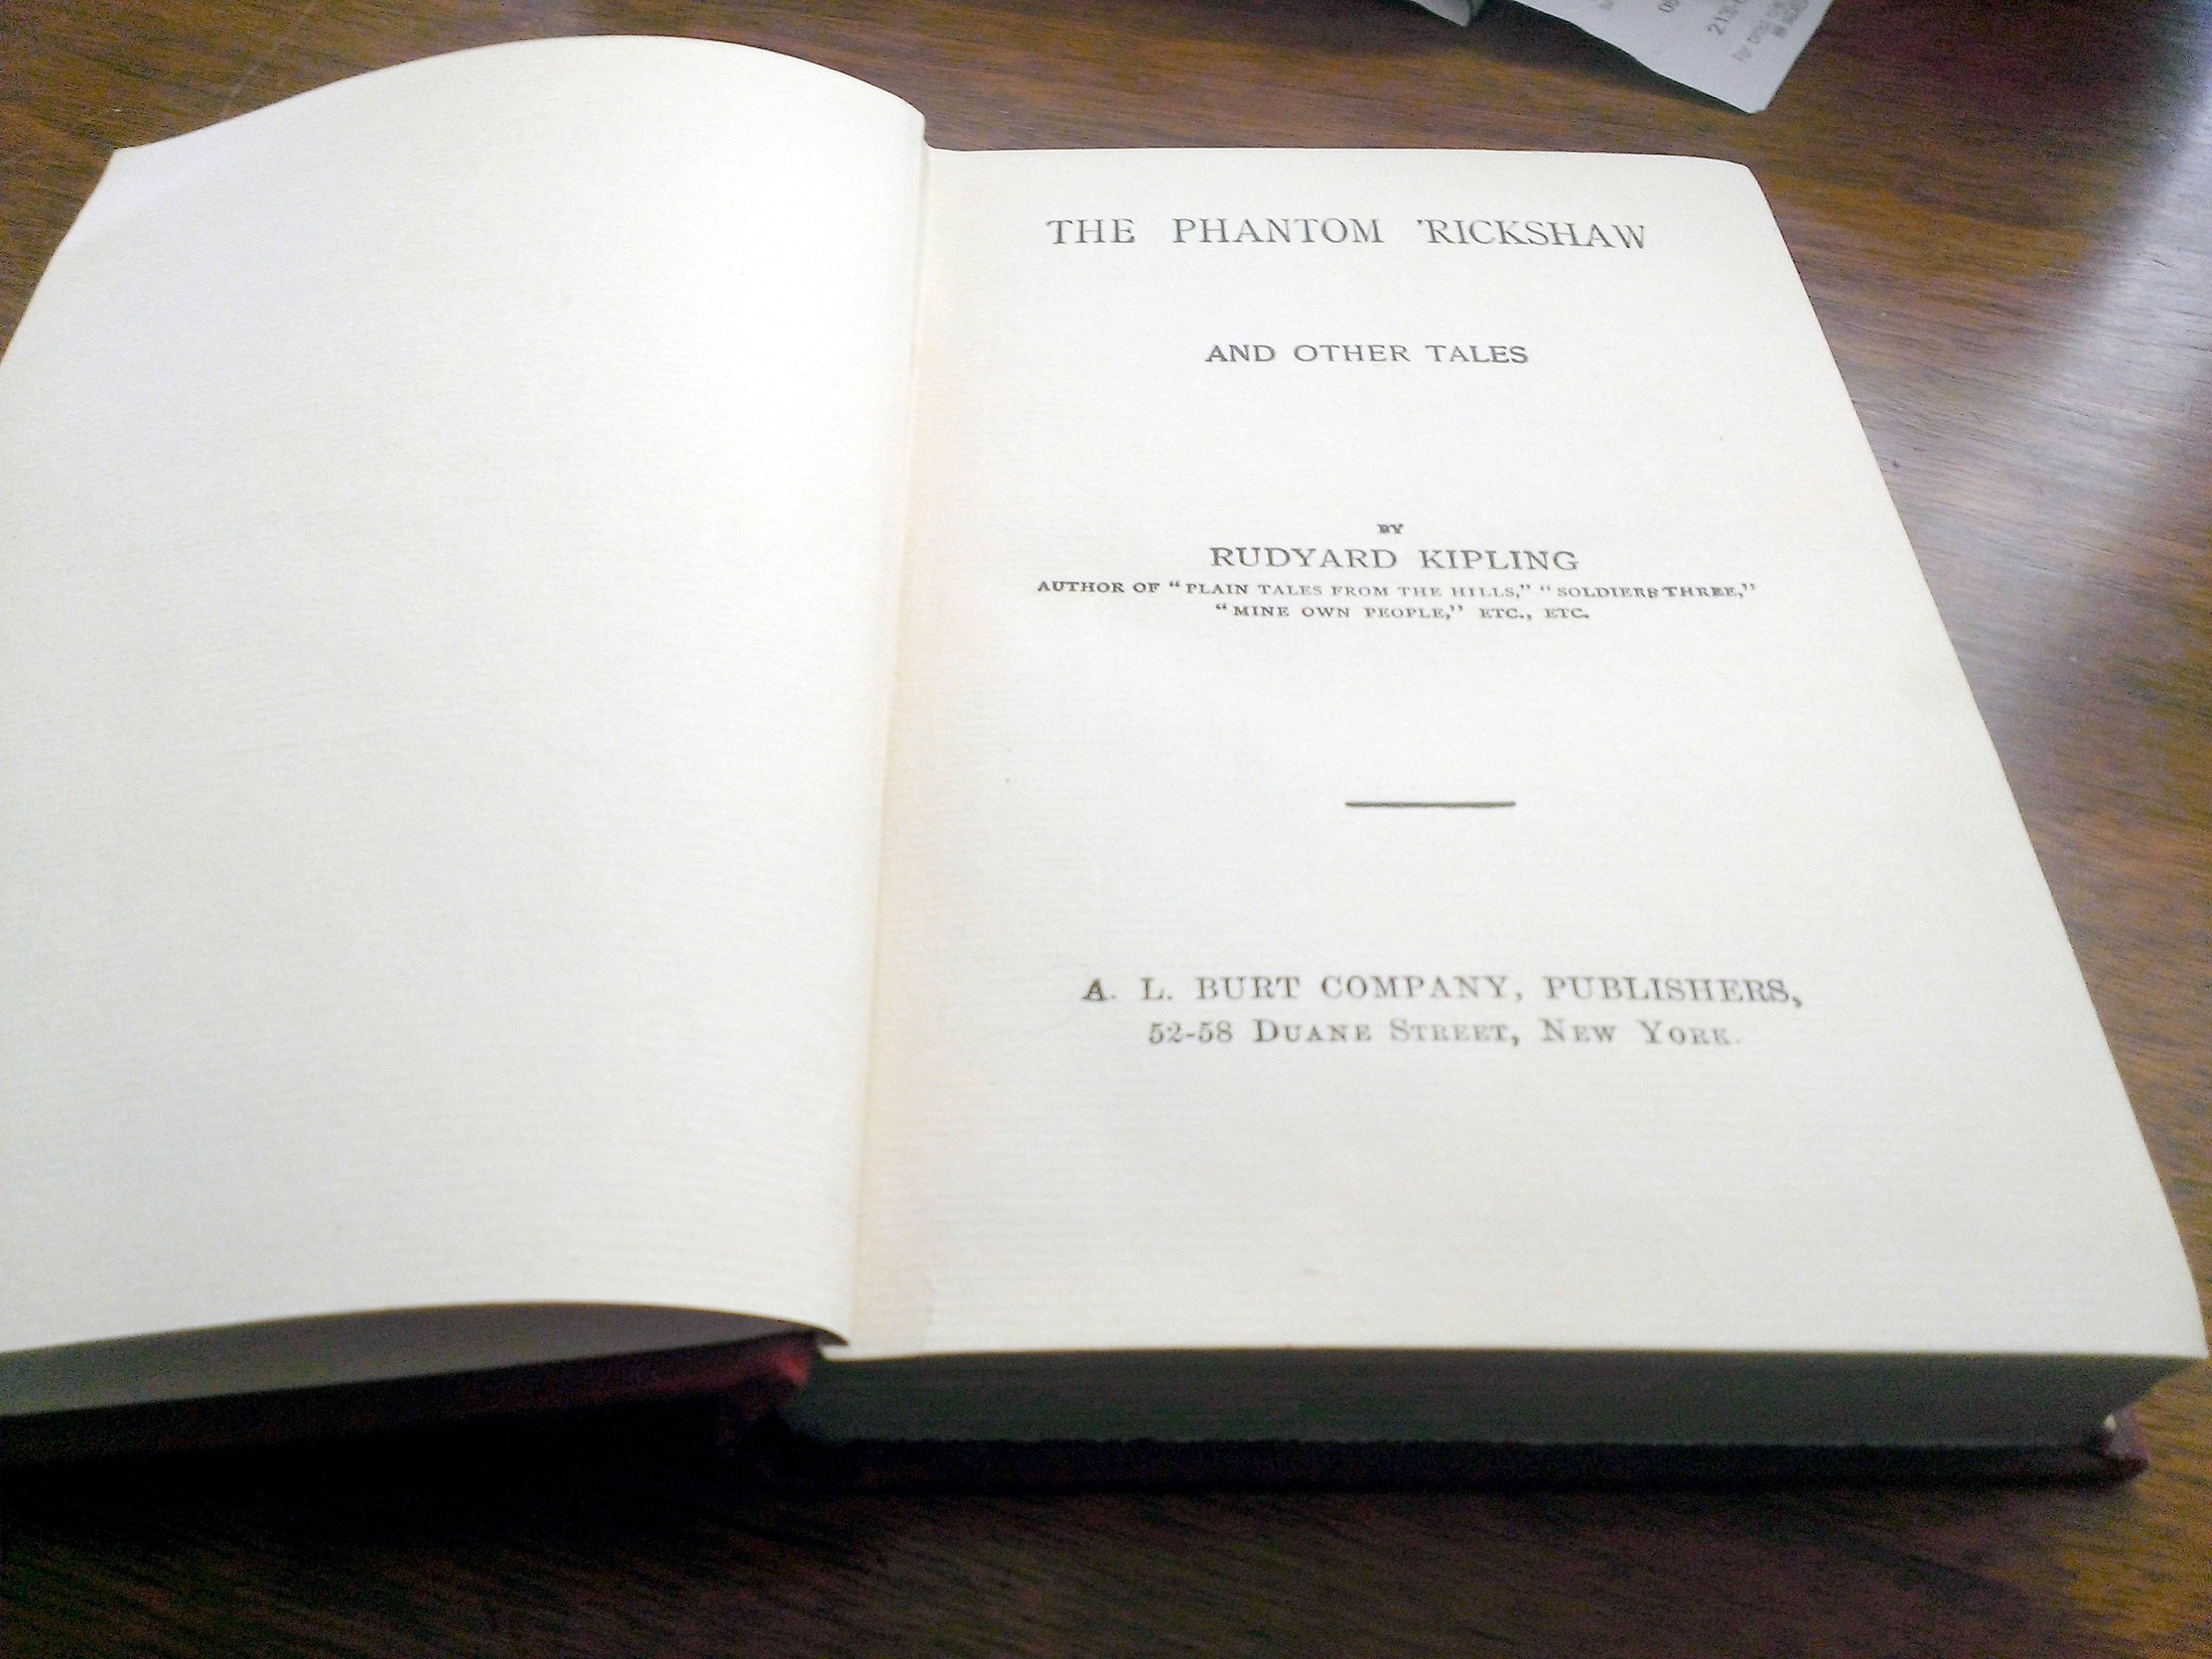 THE PHANTOM 'RICKSHAW
AND OTHER TALES
BY
RUDYARD KIPLING
AUTHOR OF "PLAIN TALES FROM THE HILLS," "SOLDIERS THREE,"
"MINE OWN PEOPLE," ETC., ETC.
A. L. BURT COMPANY, PUBLISHERS,
52-58 DUANE STREET, NEW YORK.